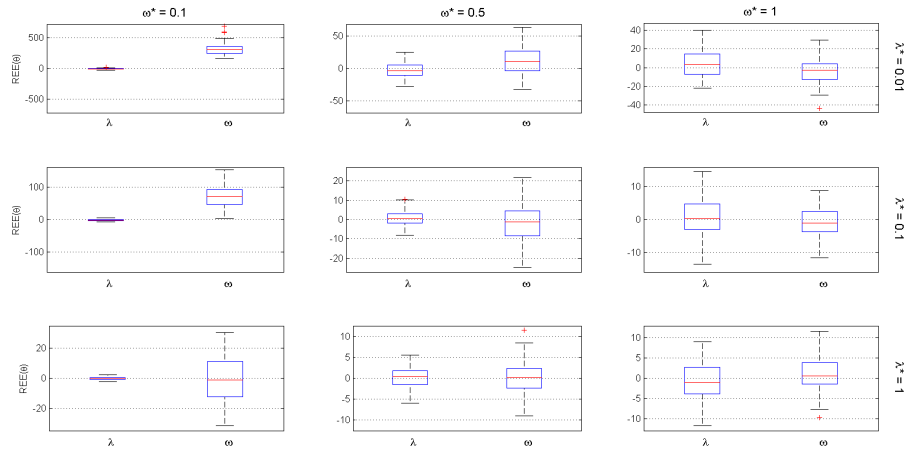 ω* = 0.1 ω* = 0.5 ω* = 1
REE(θ) 500 0 -500 λ ω
50 0 -50 λ ω
40 20 0 -20 -40 λ ω λ* = 0.01
REE(θ) 100 0 -100 λ ω
20 10 0 -10 -20 λ ω
10 0 -10 λ ω λ* = 0.1
REE(θ) 20 0 -20 λ ω
10 5 0 -5 -10 λ ω
10 5 0 -5 -10 λ ω λ* = 1